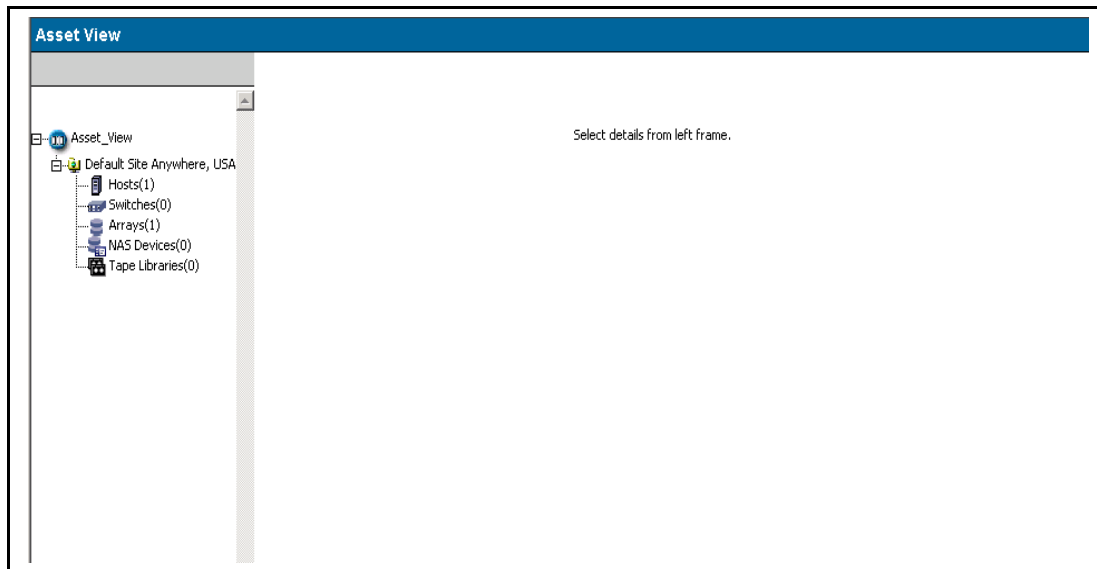 Asset View
Asset_View
Default Site Anywhere, USA
Hosts(1)
Switches(0)
Arrays(1)
NAS Devices(0)
Tape Libraries(0)
Select details from left frame.